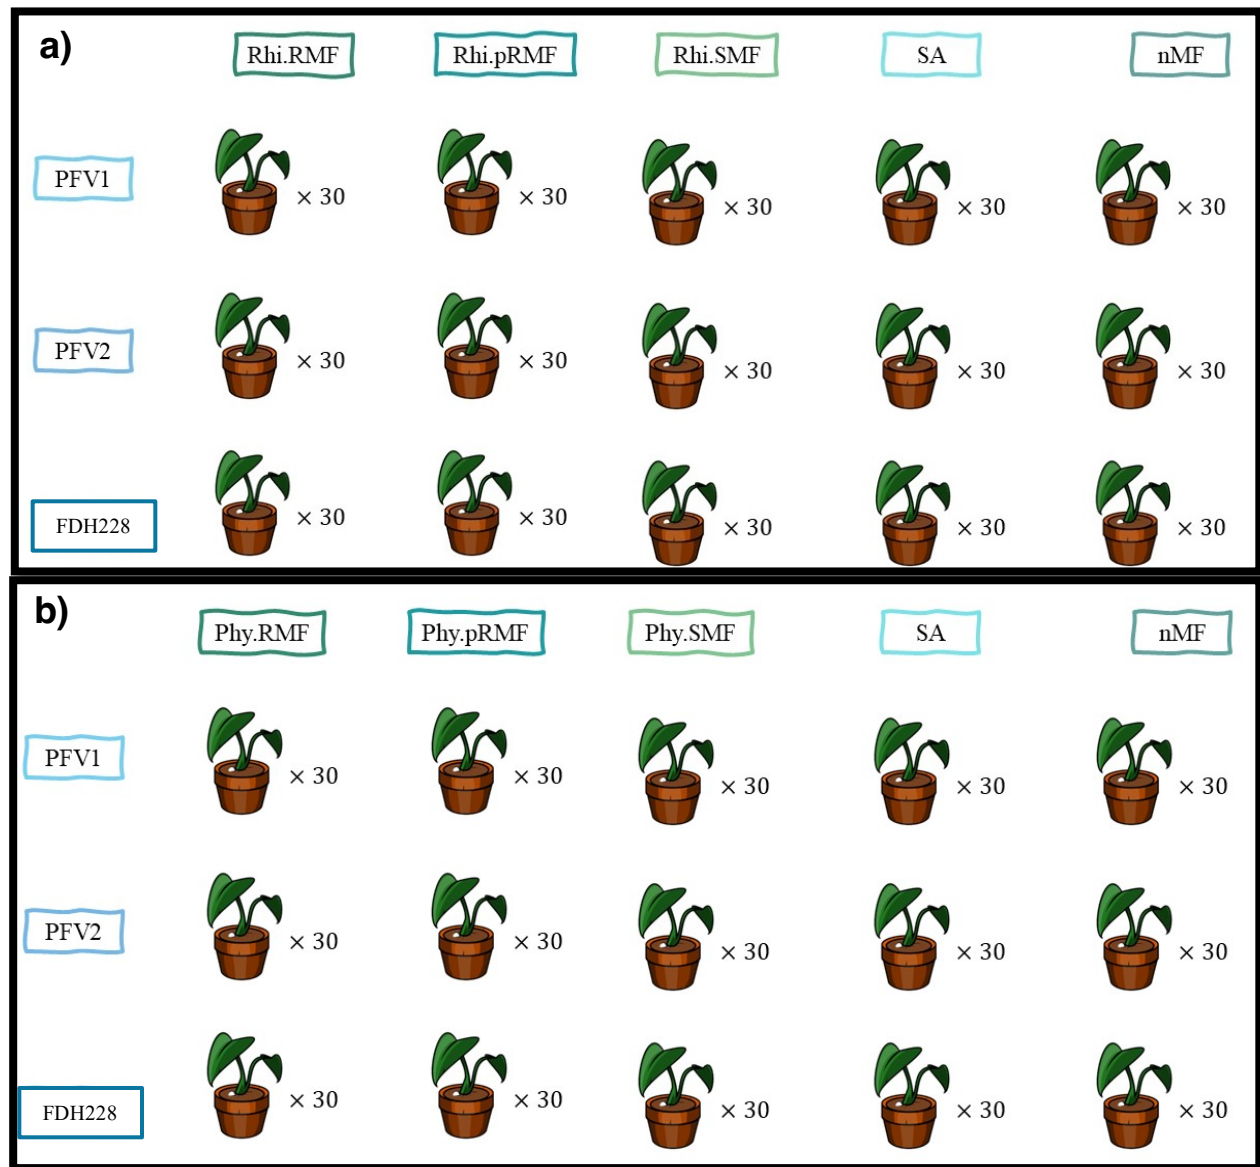 a)
Rhi.RMF Rhi.pRMF Rhi.SMF SA nMF
PFV1 × 30 × 30 × 30 × 30 × 30
PFV2 × 30 × 30 × 30 × 30 × 30
FDH228 × 30 × 30 × 30 × 30 × 30
b)
Phy.RMF Phy.pRMF Phy.SMF SA nMF
PFV1 × 30 × 30 × 30 × 30 × 30
PFV2 × 30 × 30 × 30 × 30 × 30
FDH228 × 30 × 30 × 30 × 30 × 30